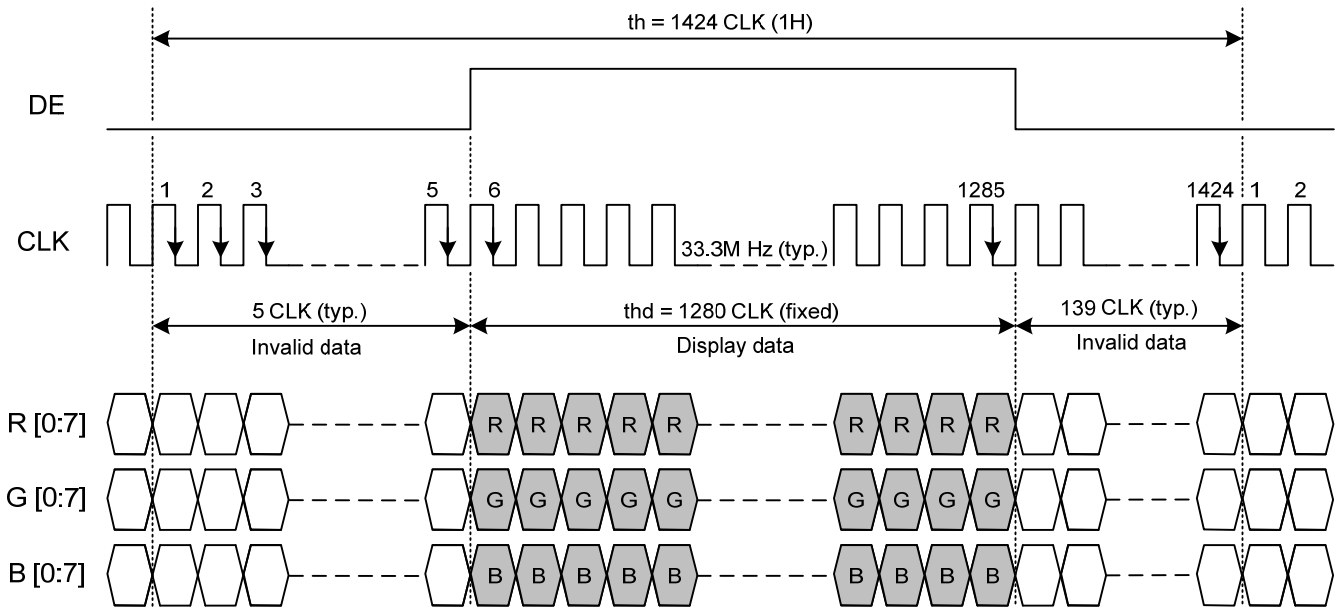 th = 1424 CLK (1H)
DE
1 2 3 5 6 1285 1424 1 2
CLK
33.3M Hz (typ.)
5 CLK (typ.) thd = 1280 CLK (fixed) 139 CLK (typ.)
Invalid data Display data Invalid data
R [0:7] R R R R R R R R R
G [0:7] G G G G G G G G G
B [0:7] B B B B B B B B B